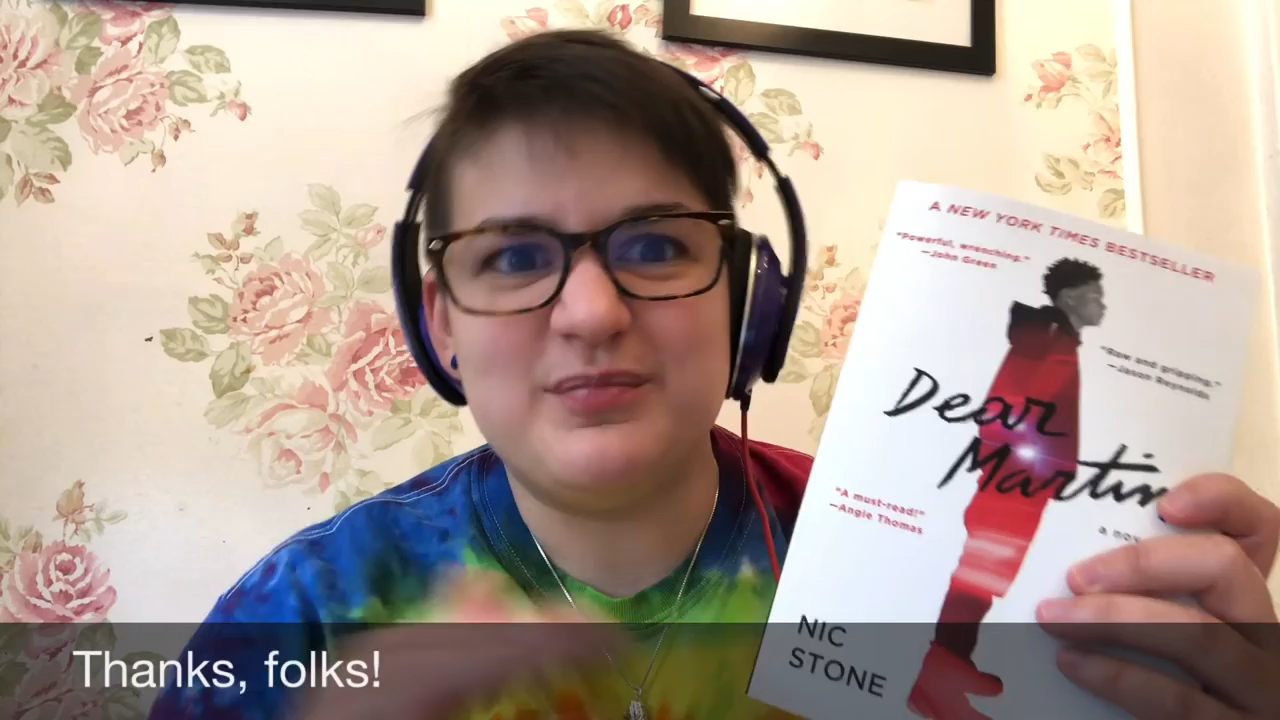 A NEW YORK TIMES BESTSELLER
"Powerful, wrenching."
—John Green
"Raw and gripping."
—Jason Reynolds
Dear
Martin
"A must-read!"
—Angie Thomas
a
NIC
STONE
Thanks, folks!